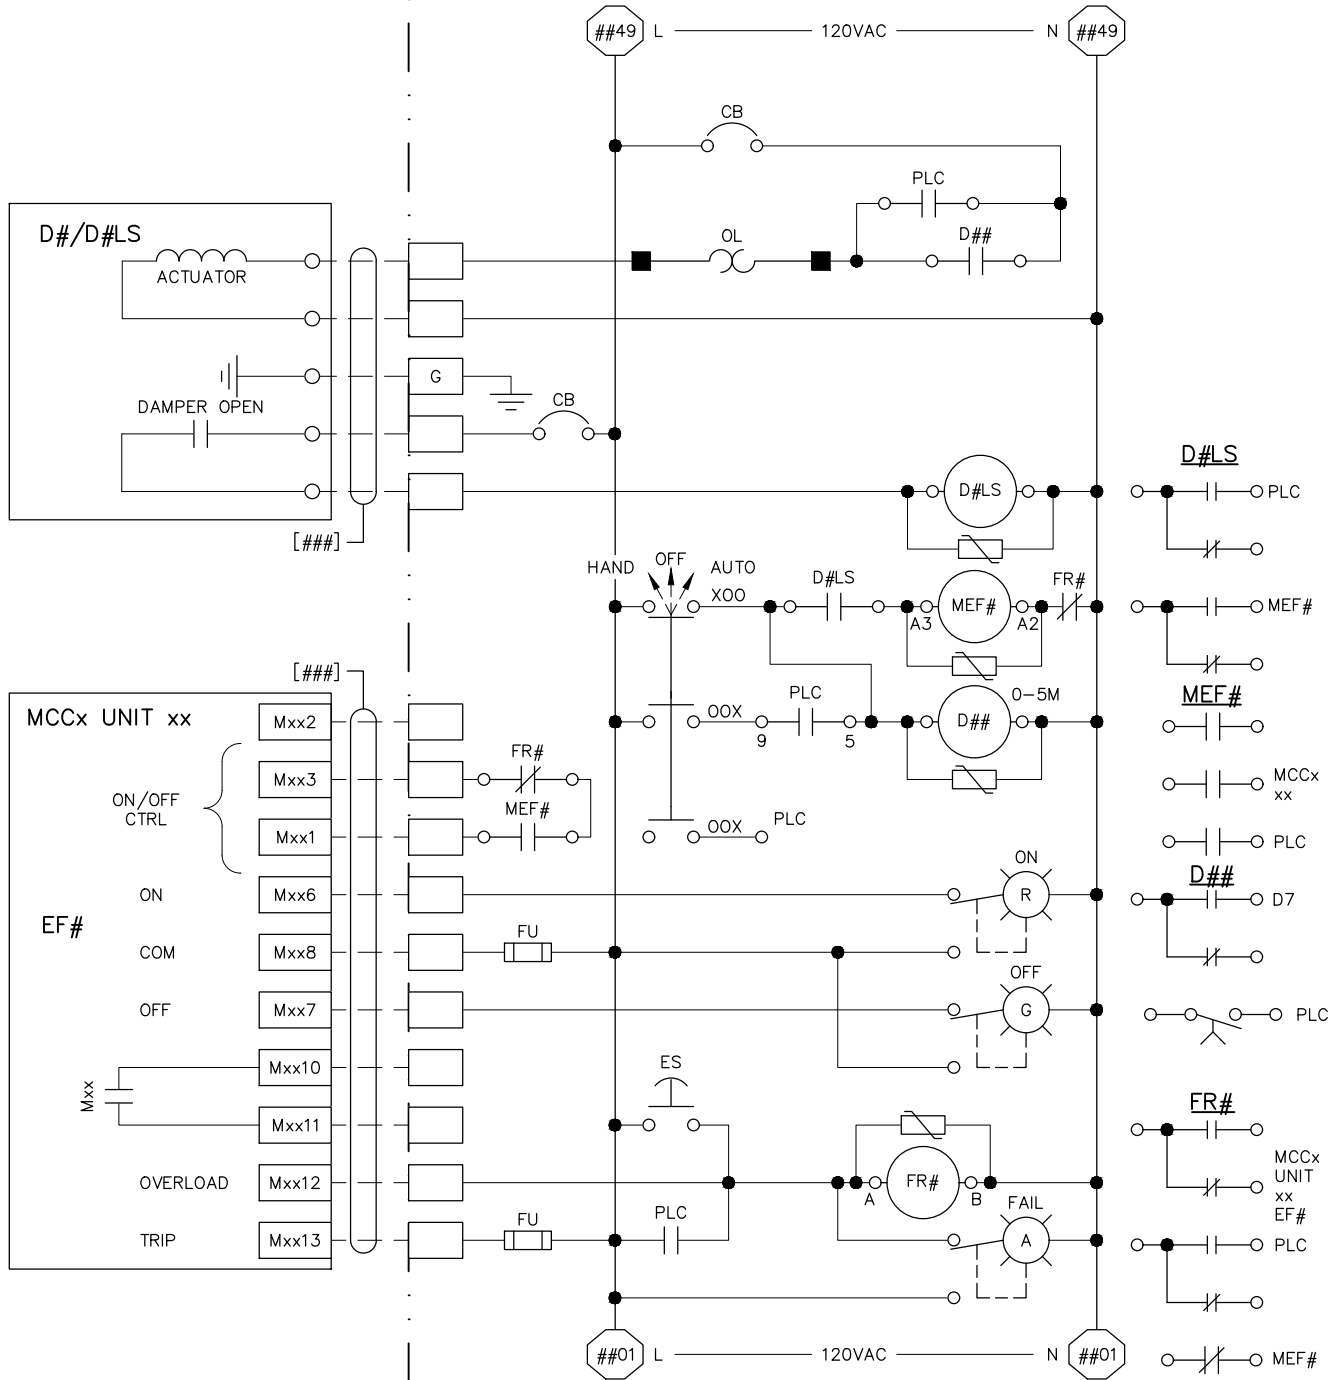 ##49 L 120VAC N ##49
CB
PLC
D#/D#LS
OL
D##
ACTUATOR
G
DAMPER OPEN
CB
D#LS
D#LS
PLC
[###]
HAND OFF AUTO
XOO
D#LS
MEF#
FR#
A3
A2
MEF#
[###]
MCCx UNIT xx
Mxx2
OOX
PLC
9
5
D##
0-5M
MEF#
ON/OFF
CTRL
Mxx3
FR#
MCCx
xx
Mxx1
MEF#
OOX
PLC
PLC
ON
Mxx6
ON
R
D##
D7
EF#
COM
Mxx8
FU
OFF
Mxx7
OFF
G
PLC
Mxx
Mxx10
ES
Mxx11
FR#
MCCx
UNIT
xx
EF#
OVERLOAD
Mxx12
A
FR#
B
TRIP
Mxx13
FU
PLC
FAIL
A
PLC
##01 L 120VAC N ##01
MEF#